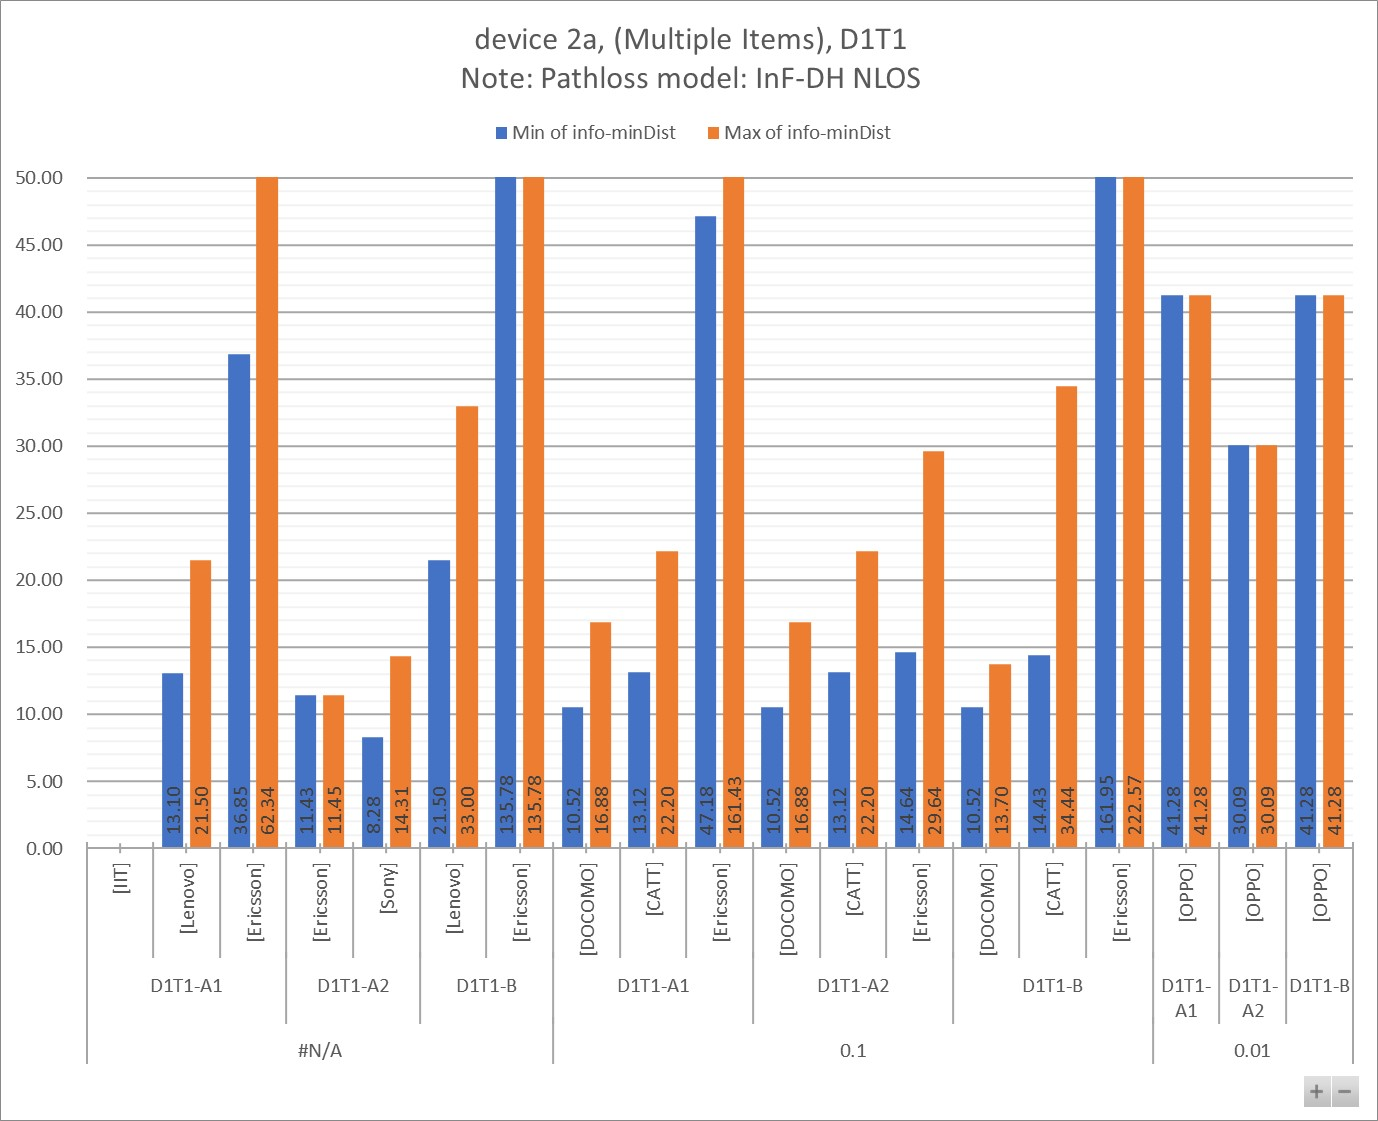 device 2a, (Multiple Items), D1T1
Note: Pathloss model: InF-DH NLOS
Min of info-minDist Max of info-minDist
50.00
45.00
40.00
35.00
30.00
25.00
20.00
15.00
10.00
5.00
0.00
13.10 21.50 36.85 62.34 11.43 11.45 8.28 14.31 21.50 33.00 135.78 135.78 10.52 16.88 13.12 22.20 47.18 161.43 10.52 16.88 13.12 22.20 14.64 29.64 10.52 13.70 14.43 34.44 161.95 222.57 41.28 41.28 30.09 30.09 41.28 41.28
[IIT] [Lenovo] [Ericsson] [Ericsson] [Sony] [Lenovo] [Ericsson] [DOCOMO] [CATT] [Ericsson] [DOCOMO] [CATT] [Ericsson] [DOCOMO] [CATT] [Ericsson] [OPPO] [OPPO] [OPPO]
D1T1-A1 D1T1-A2 D1T1-B D1T1-A1 D1T1-A2 D1T1-B D1T1- D1T1- D1T1-B
A1 A2
#N/A 0.1 0.01
+ −